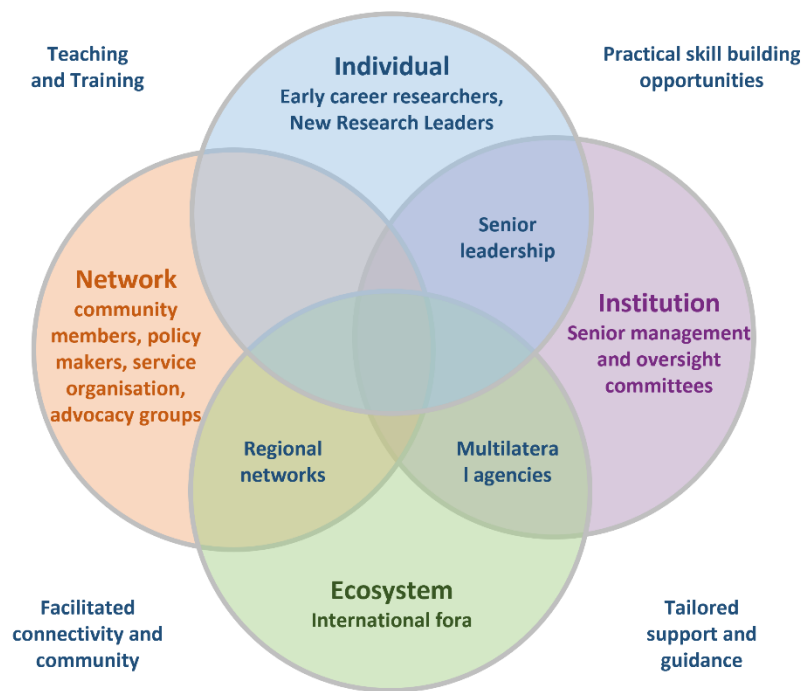 Teaching
and Training
Individual
Early career researchers,
New Research Leaders
Practical skill building
opportunities
Senior
leadership
Network
community
members, policy
makers, service
organisation,
advocacy groups
Institution
Senior management
and oversight
committees
Regional
networks
Multilatera
l agencies
Ecosystem
International fora
Facilitated
connectivity and
community
Tailored
support and
guidance